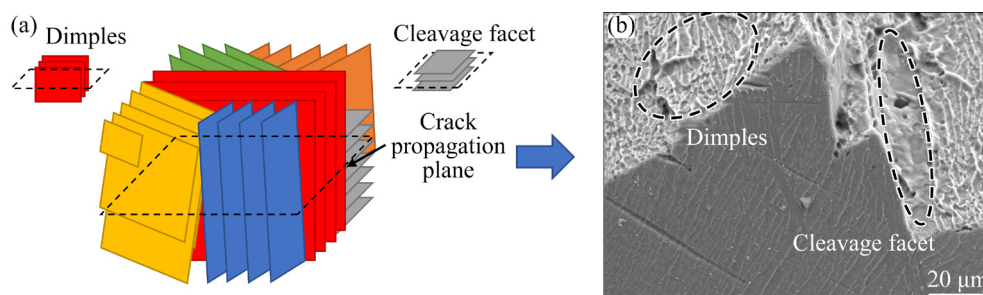 (a)
Dimples
Cleavage facet
Crack
propagation
plane
(b)
Dimples
Cleavage facet
20 μm